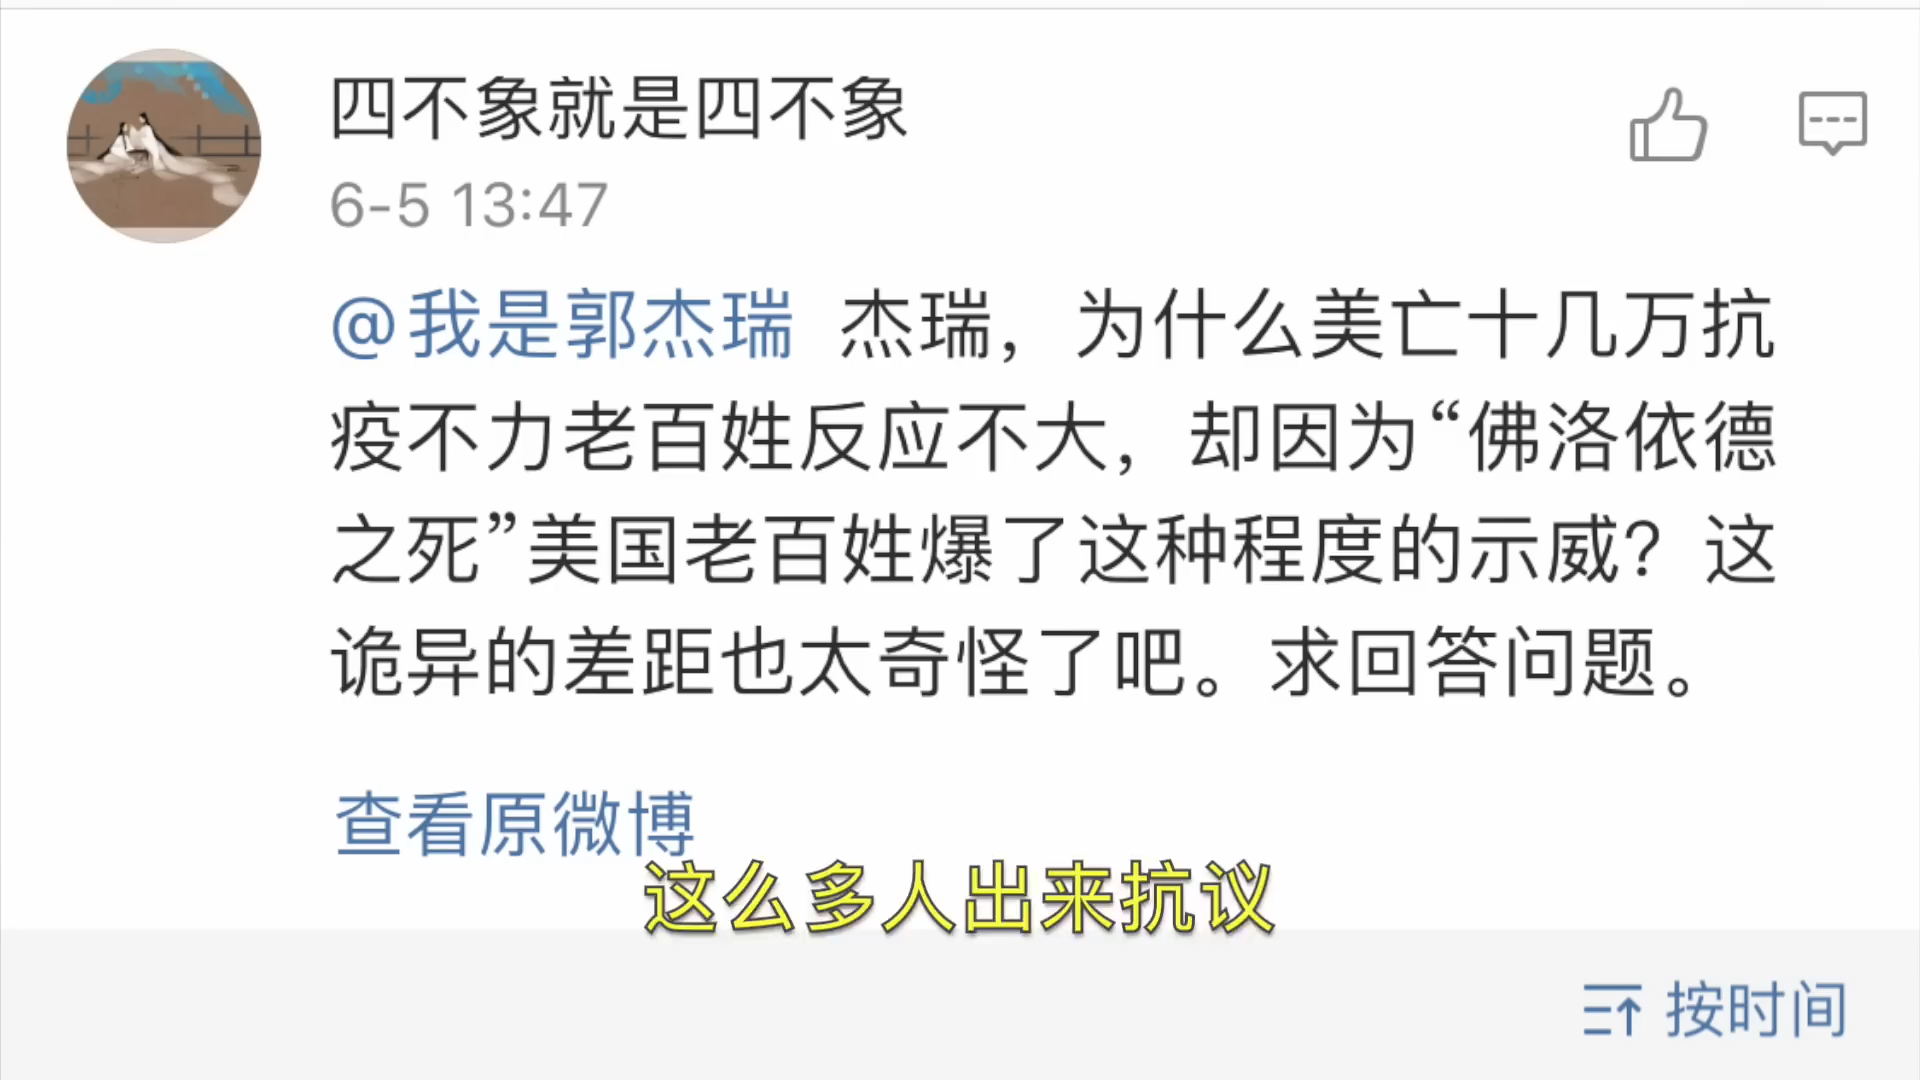 四不象就是四不象
6-5 13:47
@我是郭杰瑞 杰瑞，为什么美亡十几万抗
疫不力老百姓反应不大，却因为“佛洛依德
之死”美国老百姓爆了这种程度的示威？这
诡异的差距也太奇怪了吧。求回答问题。
查看原微博
这么多人出来抗议
按时间